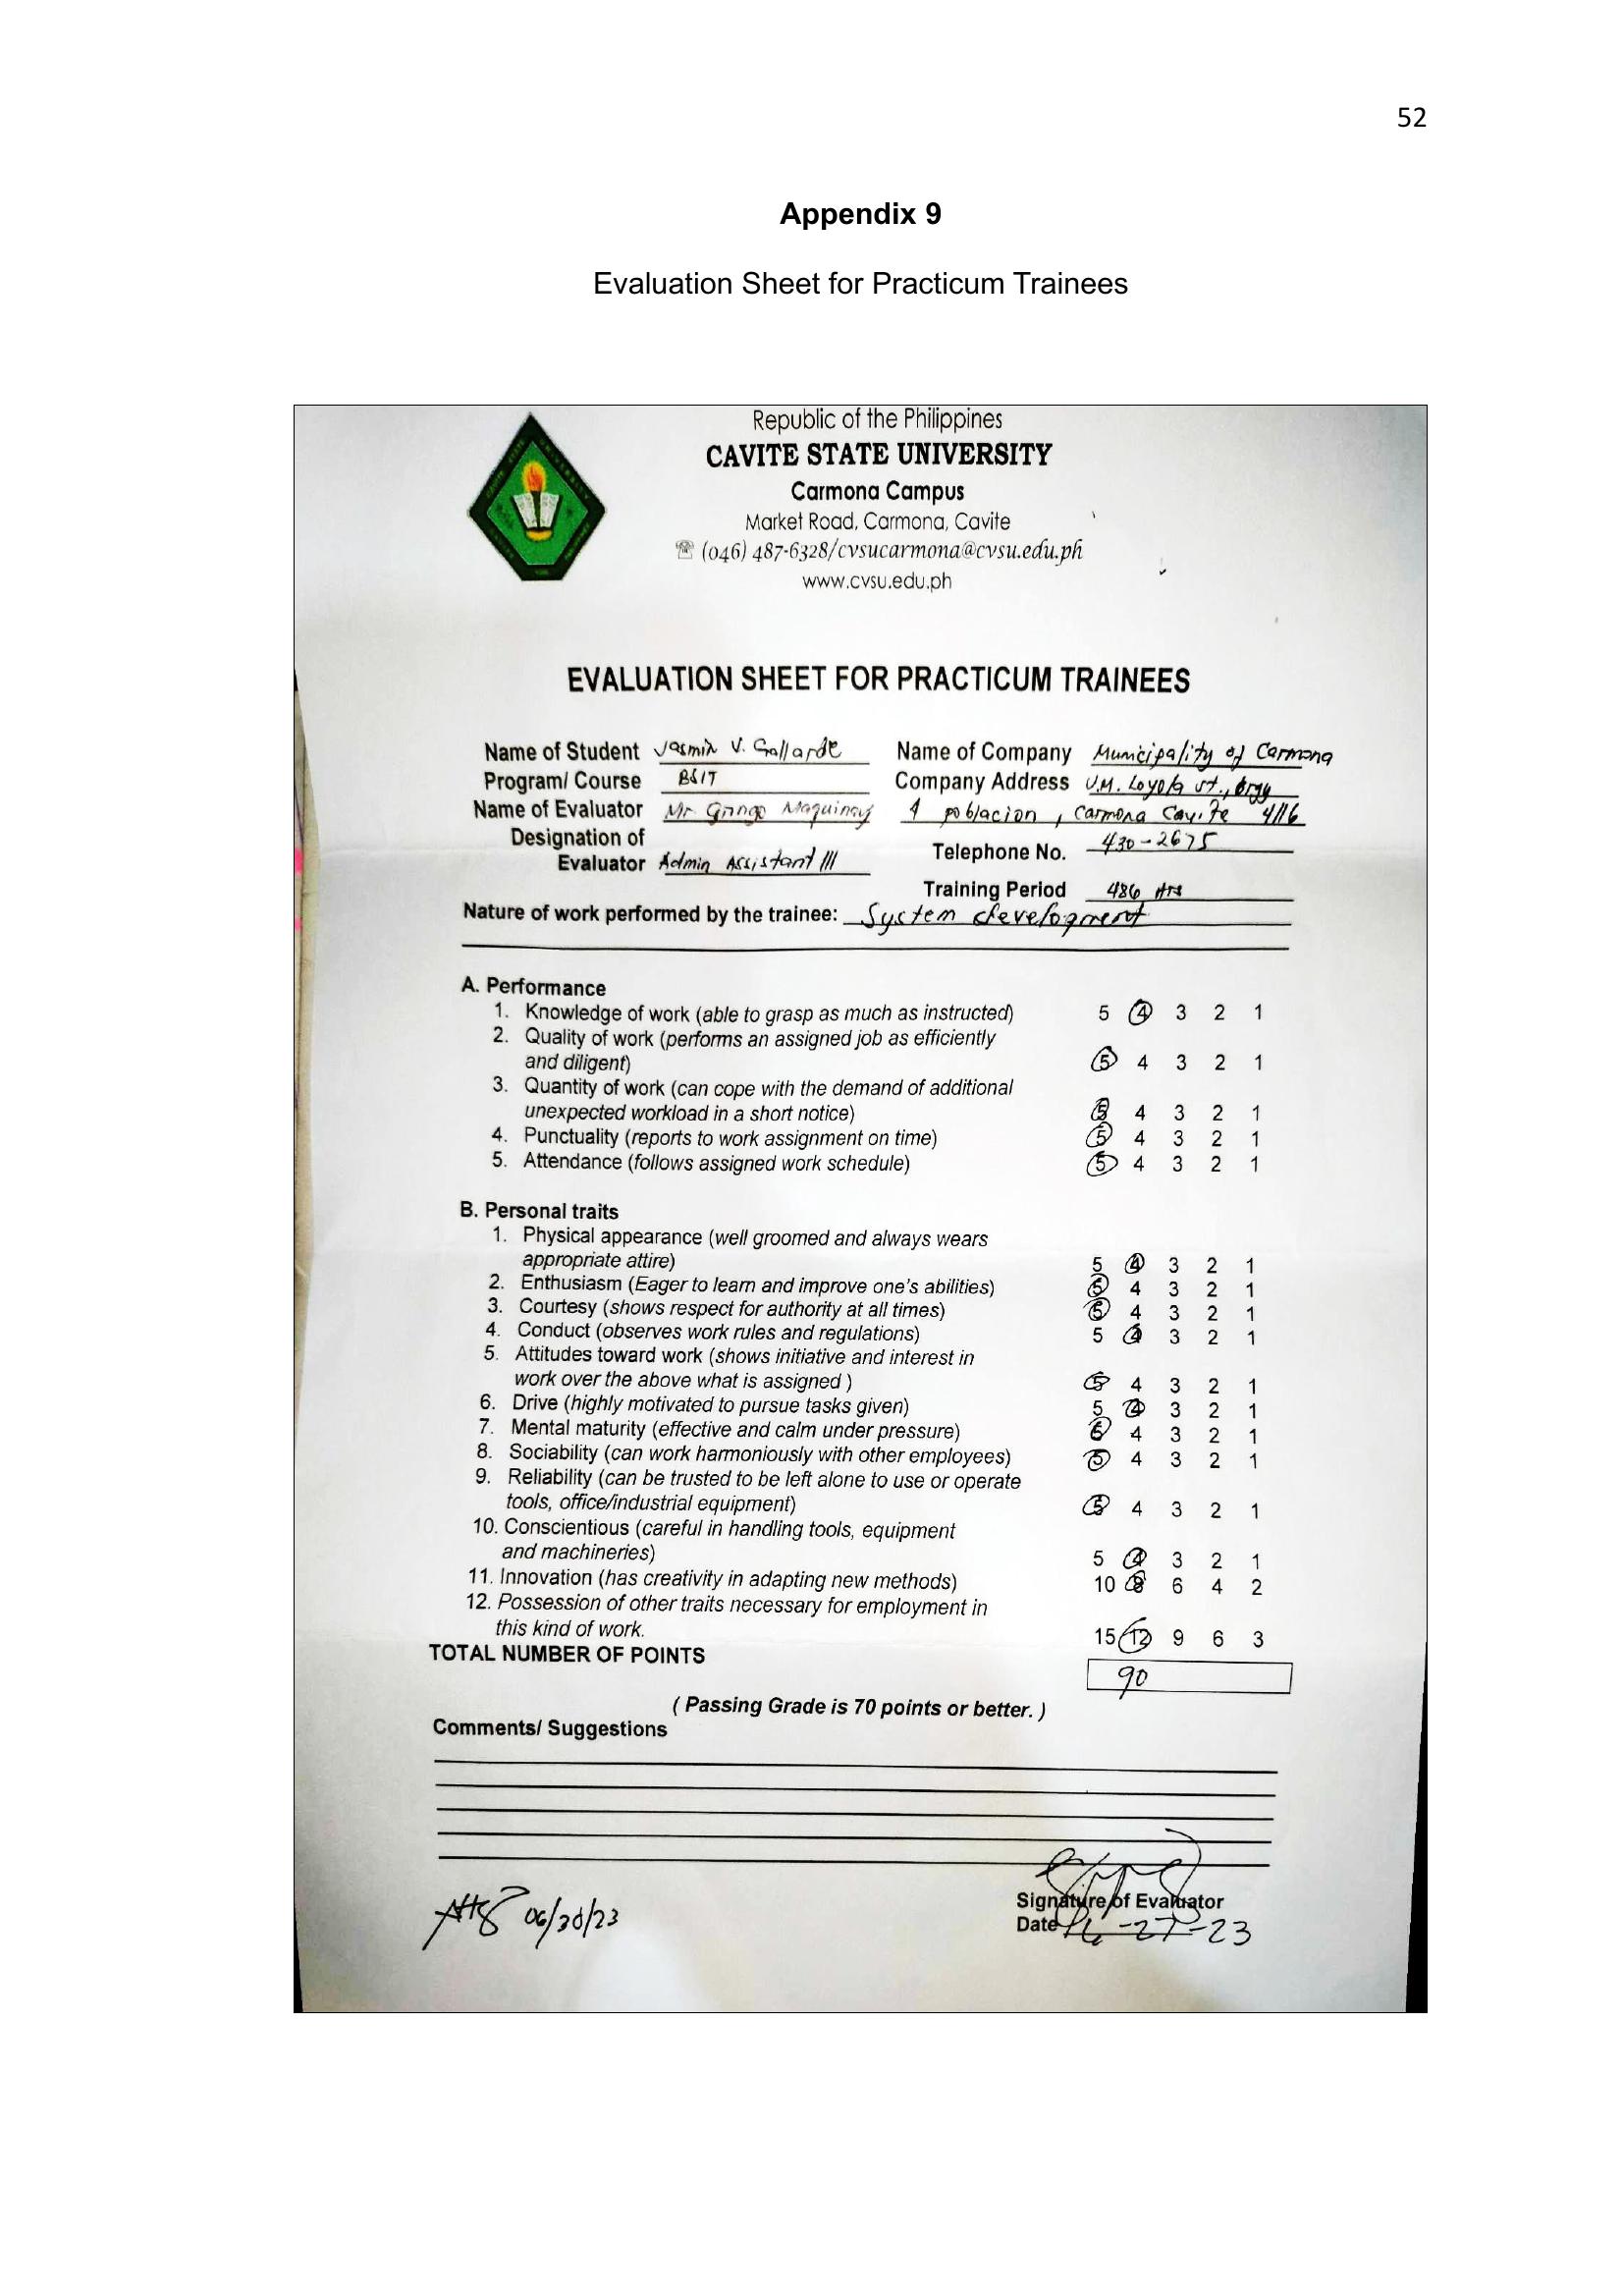 52
Appendix 9
Evaluation Sheet for Practicum Trainees
Republic of the Philippines
CAVITE STATE UNIVERSITY
Carmona Campus
Market Road, Carmona, Cavite
☏ (046) 487-6328/cvsucarmona@cvsu.edu.ph
www.cvsu.edu.ph
EVALUATION SHEET FOR PRACTICUM TRAINEES
Name of Student Jasmin V. Gallarde Name of Company Municipality of Carmona
Program/ Course BSIT Company Address J.M. Loyola st., Brgy
Name of Evaluator Mr. Maquinay 4 poblacion, Carmona Cavite 4116
Designation of
Evaluator Admin Assistant III Telephone No. 430-2675
Training Period 486 Hrs
Nature of work performed by the trainee: System development
A. Performance
1. Knowledge of work (able to grasp as much as instructed) 5 4 3 2 1
2. Quality of work (performs an assigned job as efficiently
and diligent) 5 4 3 2 1
3. Quantity of work (can cope with the demand of additional
unexpected workload in a short notice) 5 4 3 2 1
4. Punctuality (reports to work assignment on time) 5 4 3 2 1
5. Attendance (follows assigned work schedule) 5 4 3 2 1
B. Personal traits
1. Physical appearance (well groomed and always wears
appropriate attire) 5 4 3 2 1
2. Enthusiasm (Eager to learn and improve one's abilities) 5 4 3 2 1
3. Courtesy (shows respect for authority at all times) 5 4 3 2 1
4. Conduct (observes work rules and regulations) 5 4 3 2 1
5. Attitudes toward work (shows initiative and interest in
work over the above what is assigned ) 5 4 3 2 1
6. Drive (highly motivated to pursue tasks given) 5 4 3 2 1
7. Mental maturity (effective and calm under pressure) 5 4 3 2 1
8. Sociability (can work harmoniously with other employees) 5 4 3 2 1
9. Reliability (can be trusted to be left alone to use or operate
tools, office/industrial equipment) 5 4 3 2 1
10. Conscientious (careful in handling tools, equipment
and machineries) 5 4 3 2 1
11. Innovation (has creativity in adapting new methods) 10 8 6 4 2
12. Possession of other traits necessary for employment in
this kind of work. 15 12 9 6 3
TOTAL NUMBER OF POINTS 90
( Passing Grade is 70 points or better. )
Comments/ Suggestions
Signature of Evaluator
06/30/23 Date 6-27-23